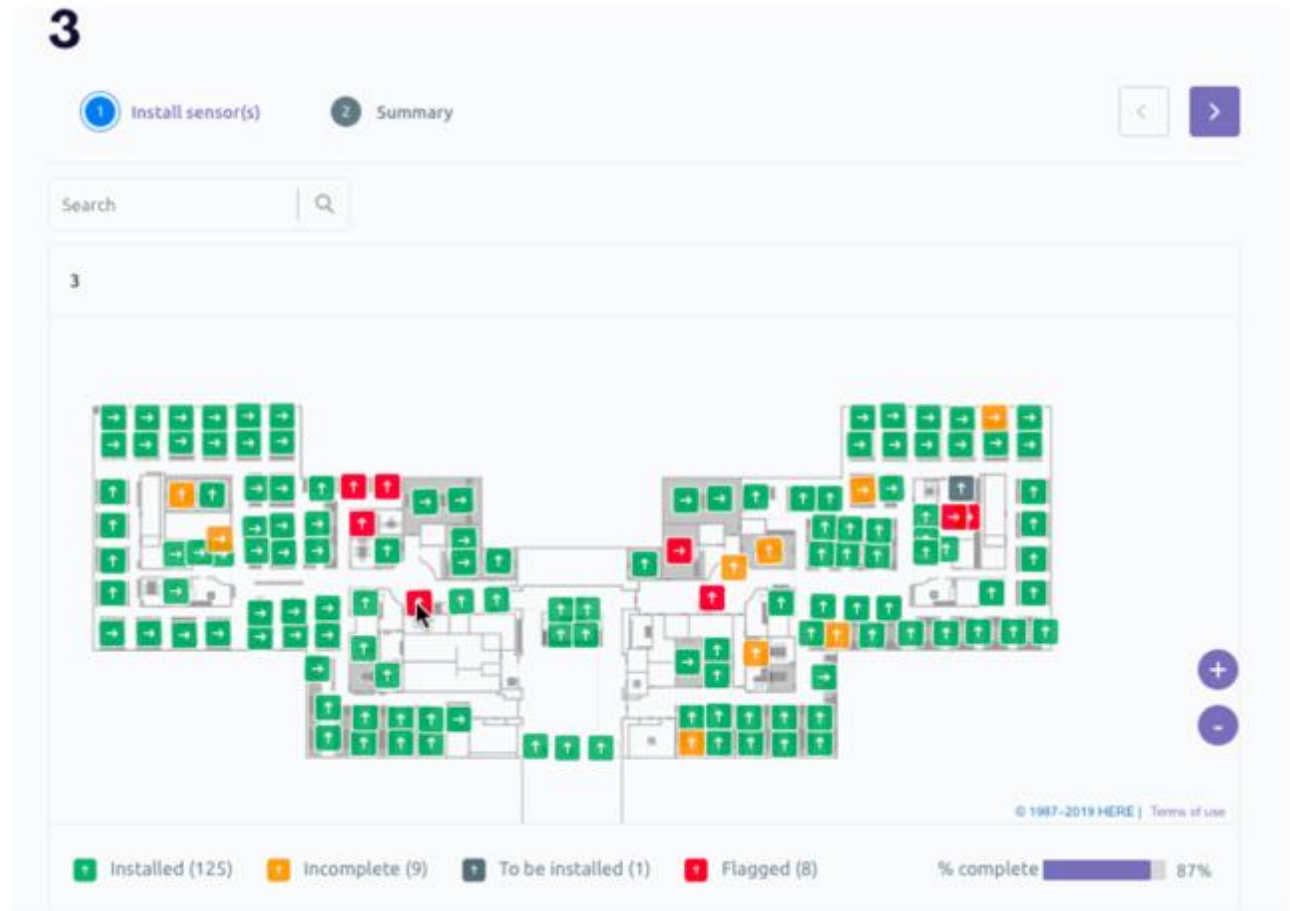 3
1 Install sensor(s) 2 Summary
Search
3
+
-
© 1987–2019 HERE | Terms of use
Installed (125) Incomplete (9) To be installed (1) Flagged (8) % complete 87%